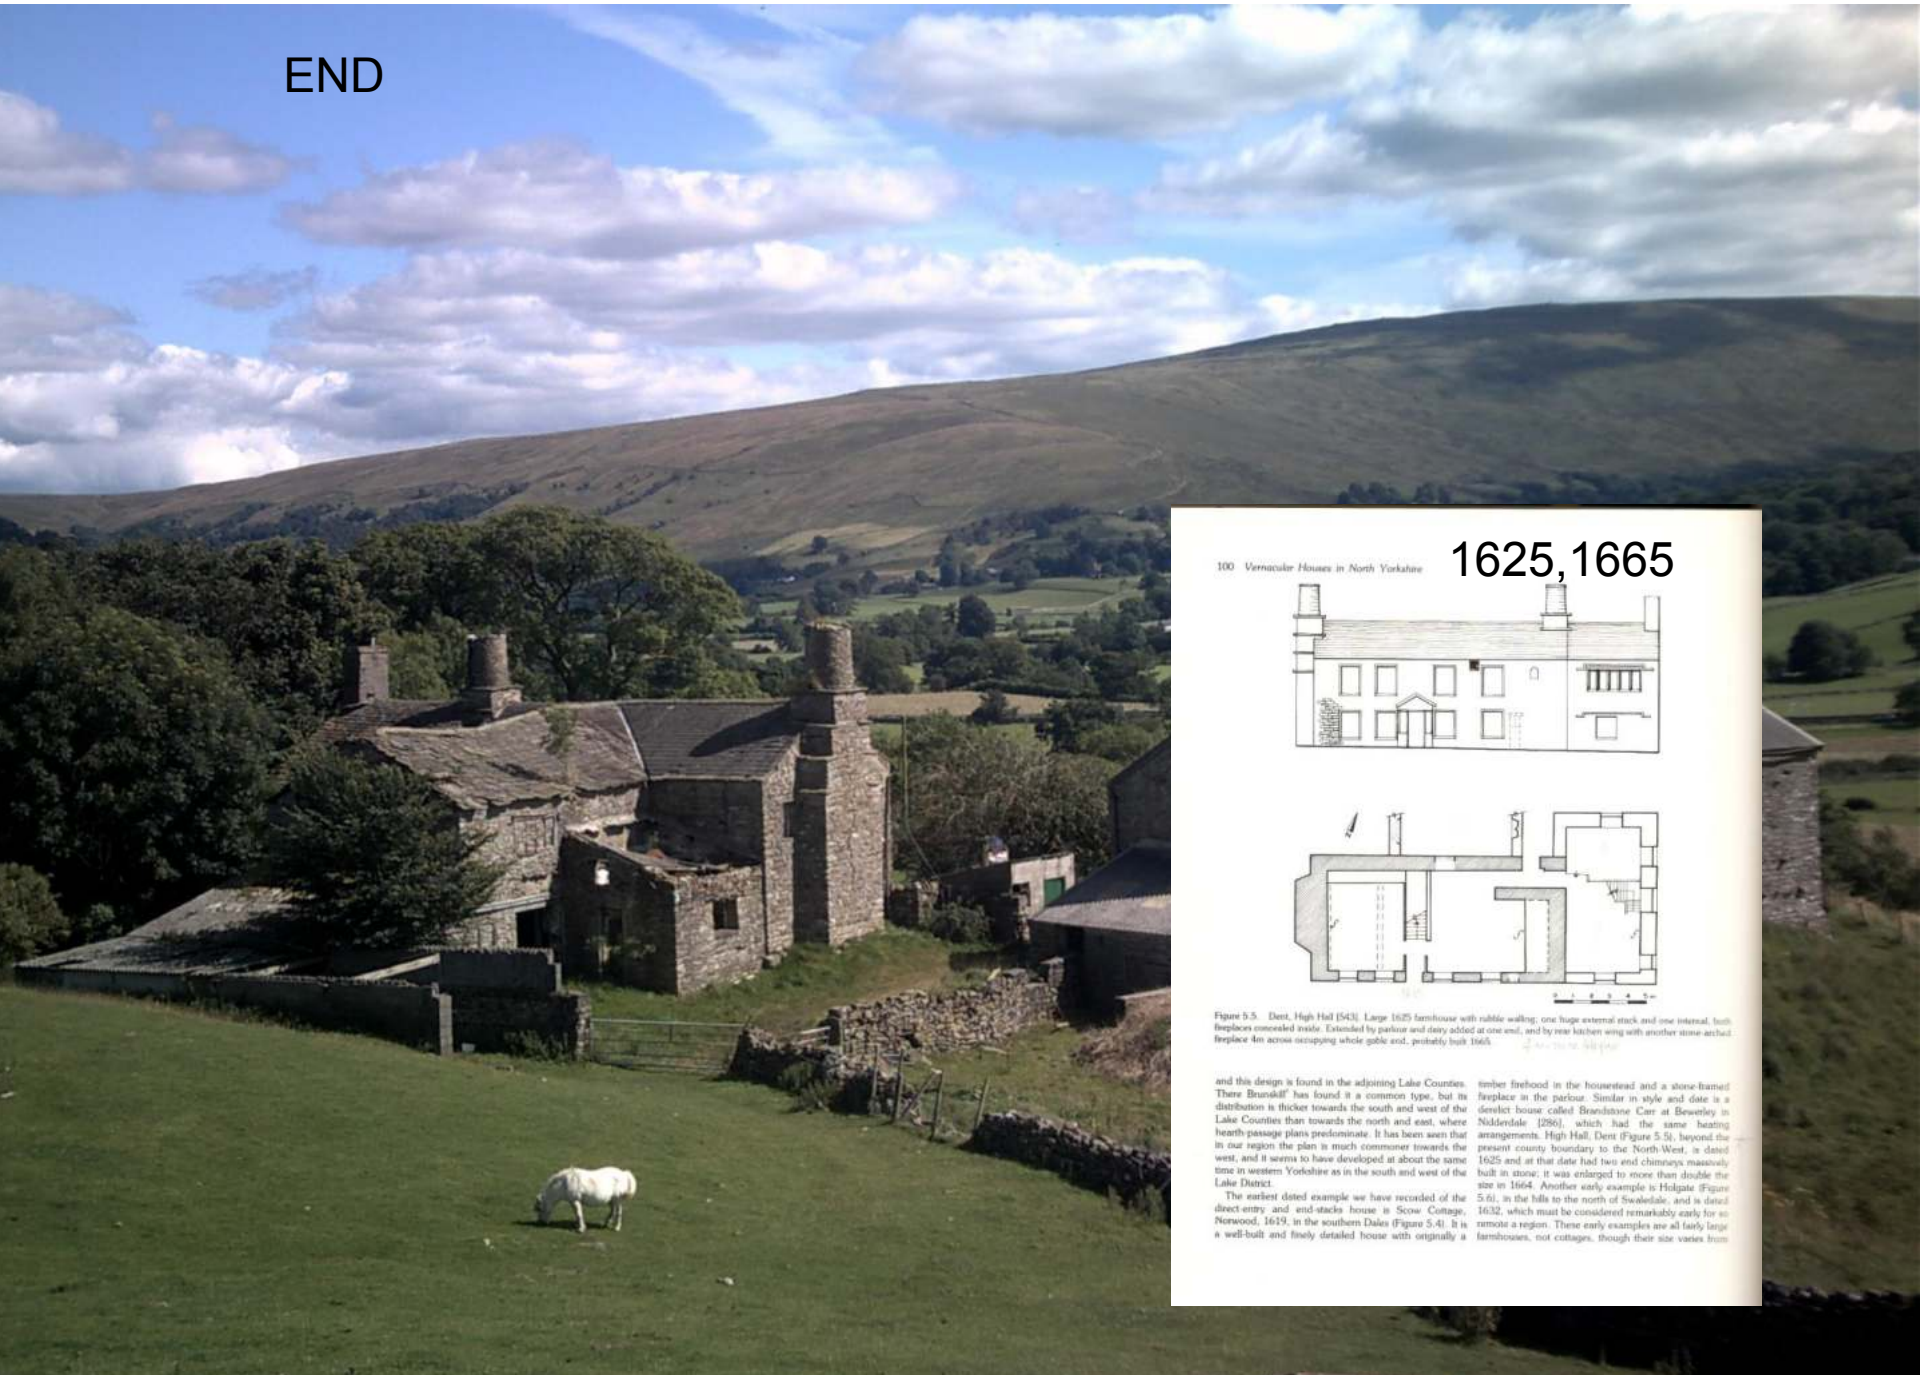 END
1625,1665
100 Vernacular Houses in North Yorkshire
0 1 2 3 4 5m
Figure 5.5. Dent, High Hall [543]. Large 1625 farmhouse with rubble walling; one huge external stack and one internal, both
fireplaces concealed inside. Extended by parlour and dairy added at one end, and by rear kitchen wing with another stone-arched
fireplace 4m across occupying whole gable end, probably built 1665.
and this design is found in the adjoining Lake Counties.
There Brunskill has found it a common type, but its
distribution is thicker towards the south and west of the
Lake Counties than towards the north and east, where
hearth-passage plans predominate. It has been seen that
in our region the plan is much commoner towards the
west, and it seems to have developed at about the same
time in western Yorkshire as in the south and west of the
Lake District.
The earliest dated example we have recorded of the
direct-entry and end-stacks house is Scow Cottage,
Norwood, 1619, in the southern Dales (Figure 5.4). It is
a well-built and finely detailed house with originally a
timber firehood in the housestead and a stone-framed
fireplace in the parlour. Similar in style and date is a
derelict house called Brandstone Carr at Bewerley in
Nidderdale [286], which had the same heating
arrangements. High Hall, Dent (Figure 5.5), beyond the
present county boundary to the North-West, is dated
1625 and at that date had two end chimneys massively
built in stone; it was enlarged to more than double the
size in 1664. Another early example is Holgate (Figure
5.6), in the hills to the north of Swaledale, and is dated
1632, which must be considered remarkably early for so
remote a region. These early examples are all fairly large
farmhouses, not cottages, though their size varies from